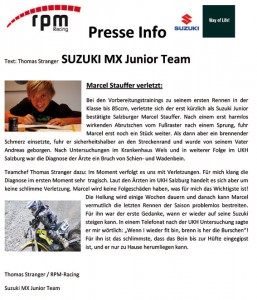 rpm
Racing
Presse Info
SUZUKI
Way of Life!
Text: Thomas Stranger SUZUKI MX Junior Team
Marcel Stauffer verletzt:
Bei den Vorbereitungstrainings zu seinem ersten Rennen in der
Klasse bis 85ccm, verletzte sich der erst kürzlich als Suzuki Junior
bestätigte Salzburger Marcel Stauffer. Nach einem erst harmlos
wirkenden Abrutschen vom Fußraster nach einem Sprung, fuhr
Marcel erst noch ein Stück weiter. Als dann aber ein brennender
Schmerz einsetzte, fuhr er sicherheitshalber an den Streckenrand und wurde von seinem Vater
Andreas geborgen. Nach Untersuchungen im Krankenhaus Wels und in weiterer Folge im UKH
Salzburg war die Diagnose der Ärzte ein Bruch von Schien- und Wadenbein.
Teamchef Thomas Stranger dazu: Im Moment verfolgt es uns mit Verletzungen. Für mich klang die
Diagnose im ersten Moment sehr tragisch. Laut den Ärzten im UKH Salzburg handelt es sich aber um
keine schlimme Verletzung. Marcel wird keine Folgeschäden haben, was für mich das Wichtigste ist!
Die Heilung wird einige Wochen dauern und danach kann Marcel
vermutlich die letzten Rennen der Saison problemlos bestreiten.
Für ihn war der erste Gedanke, wann er wieder auf seine Suzuki
steigen kann. In einem Telefonat nach der UKH Untersuchung sagte
er mir wörtlich: „Wenn i wieder fit bin, brenn is her die Burschen"!
Für ihn ist das schlimmste, dass das Bein bis zur Hüfte eingegipst
ist, und er nur zu Hause herumliegen kann.
Thomas Stranger / RPM-Racing
Suzuki MX Junior Team